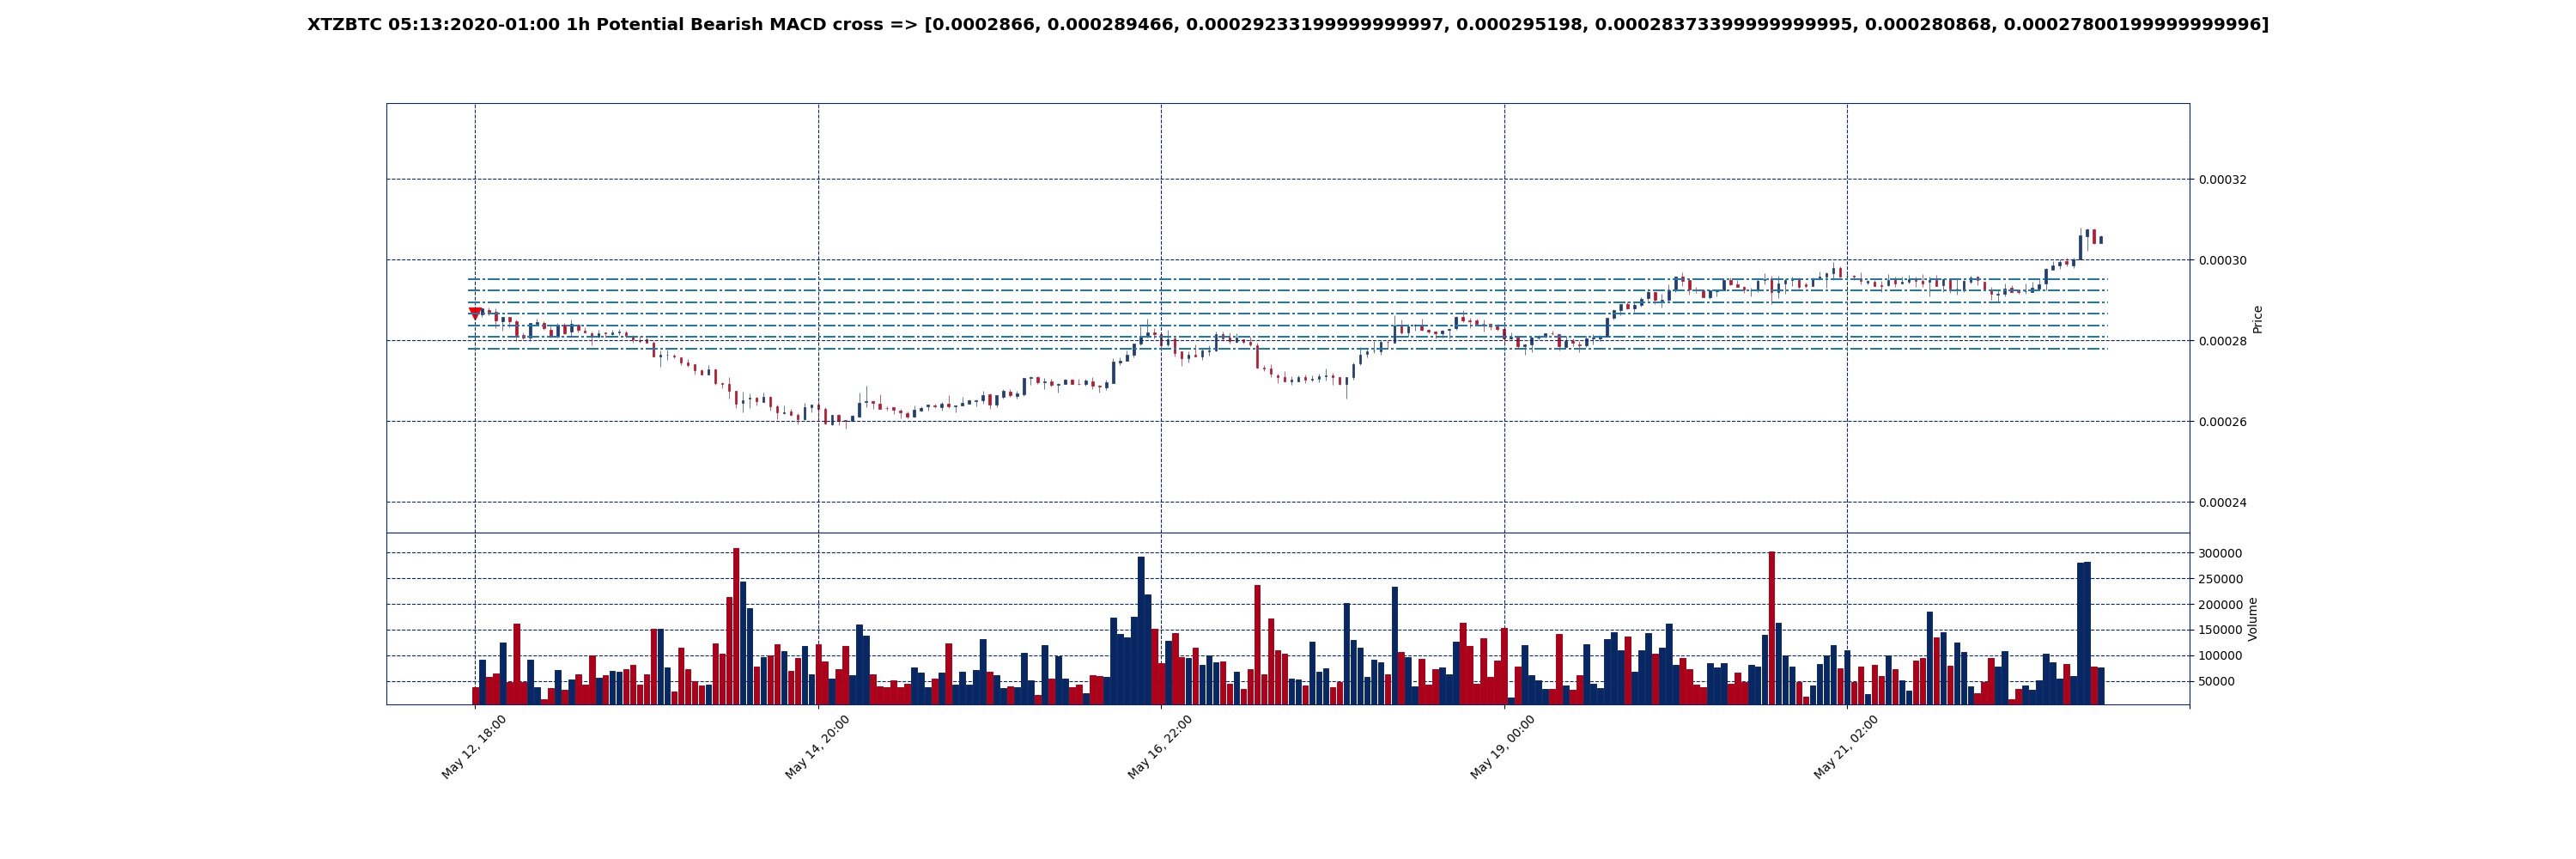 XTZBTC 05:13:2020-01:00 1h Potential Bearish MACD cross => [0.0002866, 0.000289466, 0.00029233199999999997, 0.000295198, 0.00028373399999999995, 0.000280868, 0.00027800199999999996]
0.00032
0.00030
Price
0.00028
0.00026
0.00024
300000
250000
200000
Volume
150000
100000
50000
May 12, 18:00
May 14, 20:00
May 16, 22:00
May 19, 00:00
May 21, 02:00